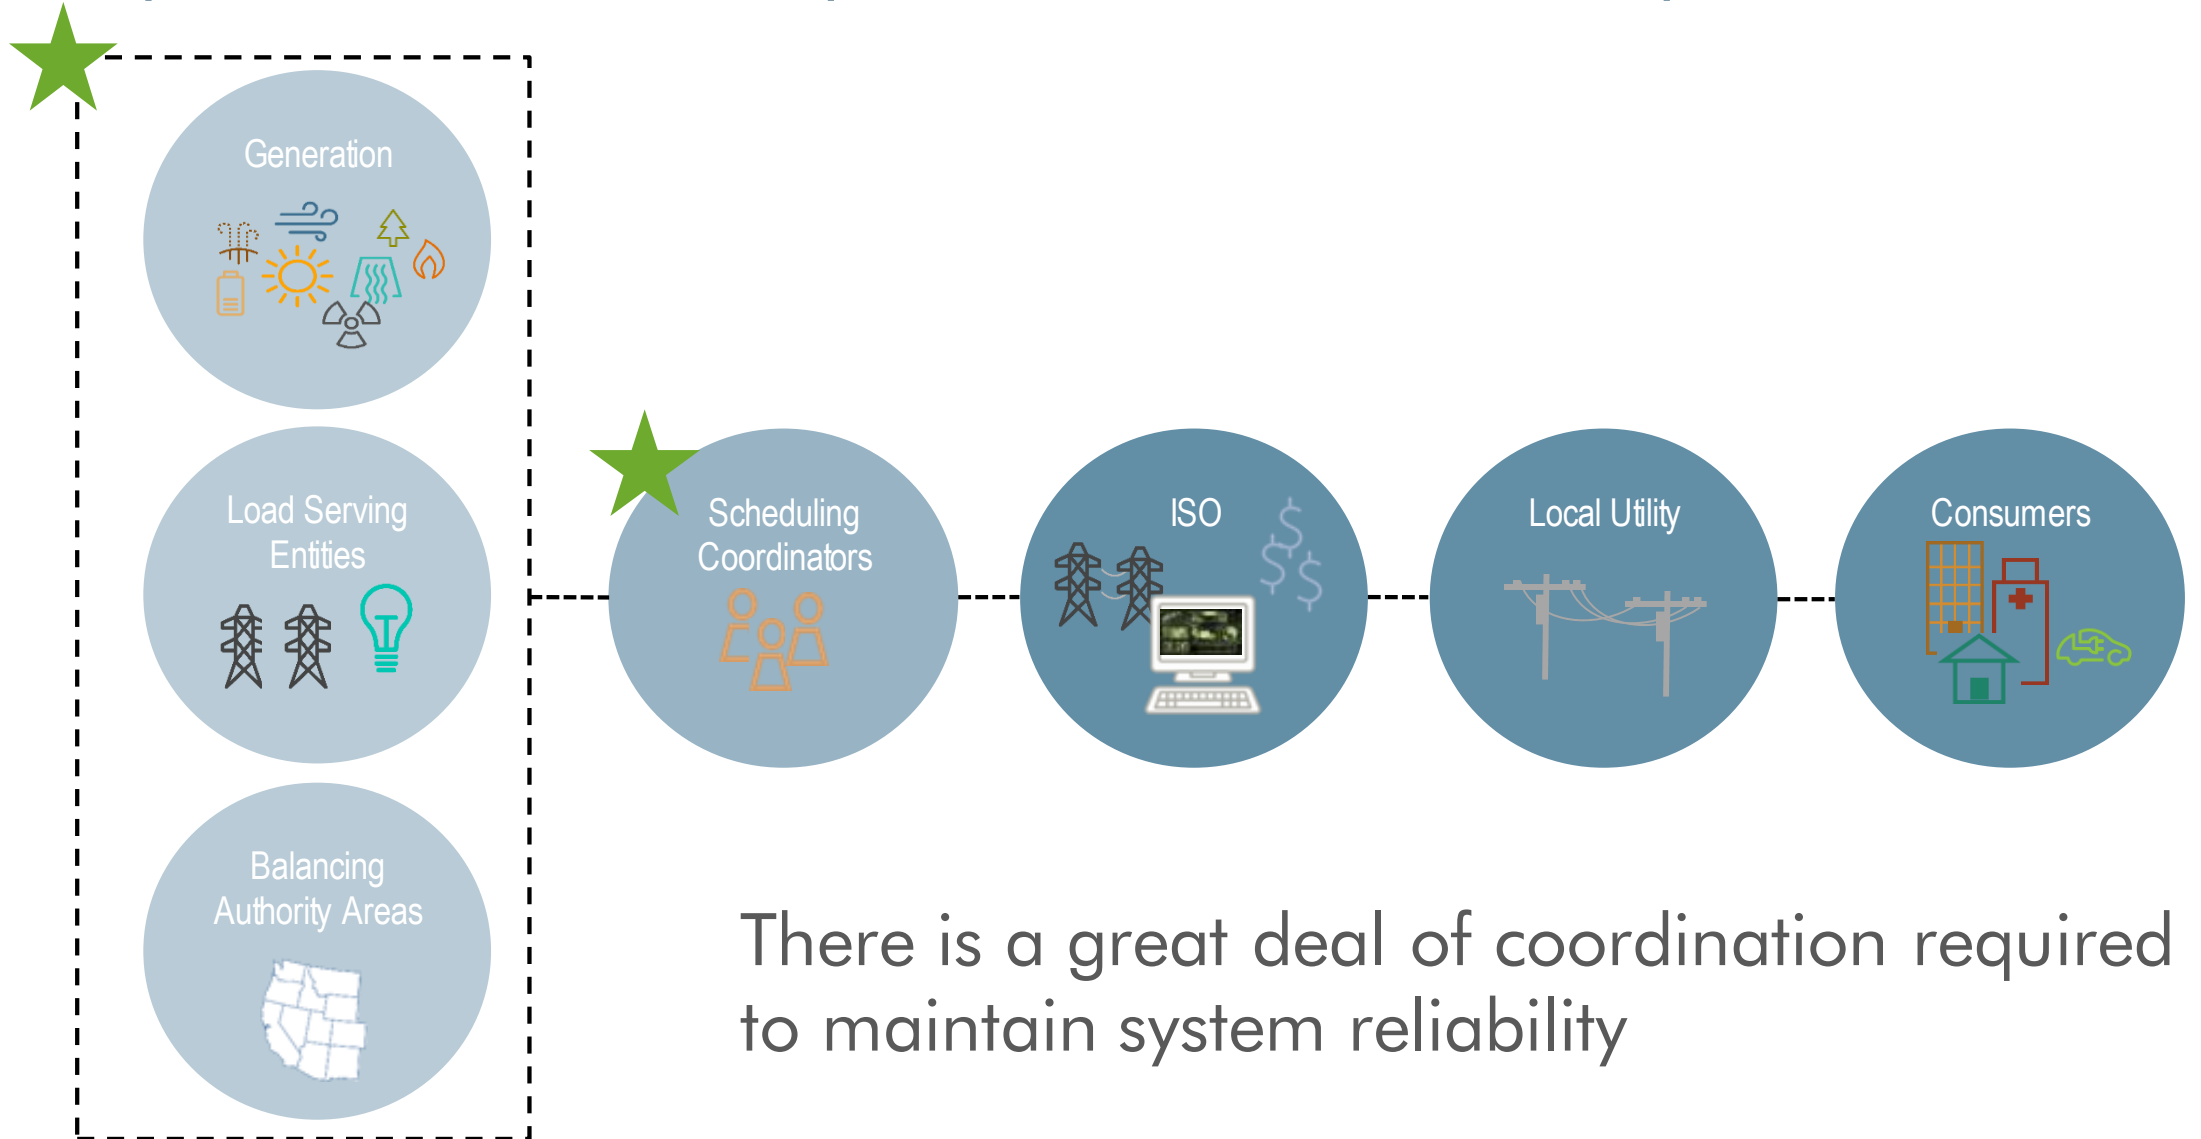 Generation
Load Serving
Entities
Balancing
Authority Areas
Scheduling
Coordinators
ISO
Local Utility
Consumers
There is a great deal of coordination required
to maintain system reliability